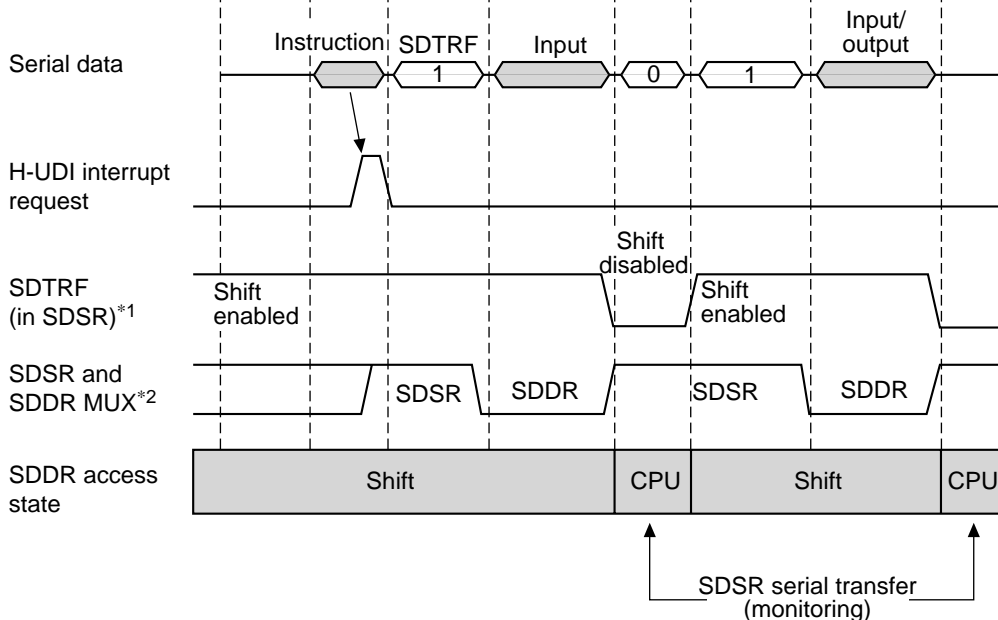 Serial data
Instruction
SDTRF
Input
Input/
output
1
0
1
H-UDI interrupt
request
SDTRF
(in SDSR)*1
Shift
enabled
Shift
disabled
Shift
enabled
SDSR and
SDDR MUX*2
SDSR
SDDR
SDSR
SDDR
SDDR access
state
Shift
CPU
Shift
CPU
SDSR serial transfer
(monitoring)